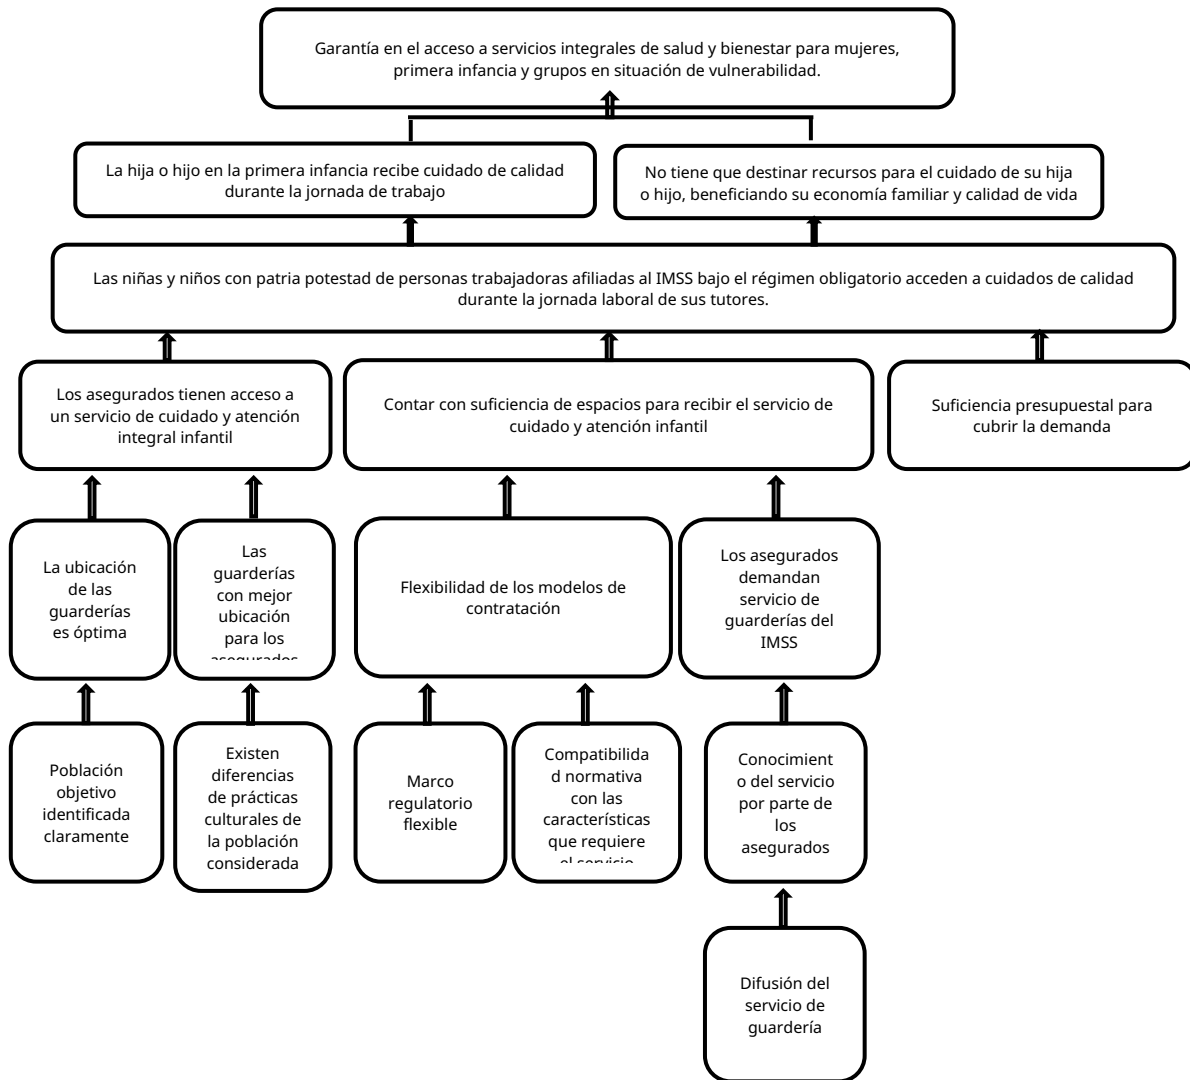 Garantía en el acceso a servicios integrales de salud y bienestar para mujeres,
primera infancia y grupos en situación de vulnerabilidad.
La hija o hijo en la primera infancia recibe cuidado de calidad
durante la jornada de trabajo
No tiene que destinar recursos para el cuidado de su hija
o hijo, beneficiando su economía familiar y calidad de vida
Las niñas y niños con patria potestad de personas trabajadoras afiliadas al IMSS bajo el régimen obligatorio acceden a cuidados de calidad
durante la jornada laboral de sus tutores.
Los asegurados tienen acceso a
un servicio de cuidado y atención
integral infantil
Contar con suficiencia de espacios para recibir el servicio de
cuidado y atención infantil
Suficiencia presupuestal para
cubrir la demanda
La ubicación
de las
guarderías
es óptima
Las
guarderías
con mejor
ubicación
para los
asegurados
Flexibilidad de los modelos de
contratación
Los asegurados
demandan
servicio de
guarderías del
IMSS
Población
objetivo
identificada
claramente
Existen
diferencias
de prácticas
culturales de
la población
considerada
Marco
regulatorio
flexible
Compatibilida
d normativa
con las
características
que requiere
el servicio
Conocimient
o del servicio
por parte de
los
asegurados
Difusión del
servicio de
guardería